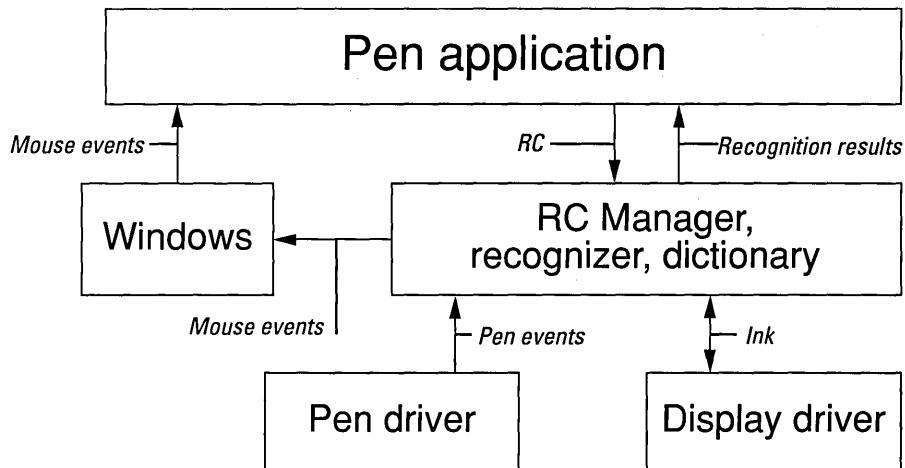 Pen application
Mouse events
RC
Recognition results
Windows
RC Manager,
recognizer, dictionary
Mouse events
Pen events
Ink
Pen driver
Display driver